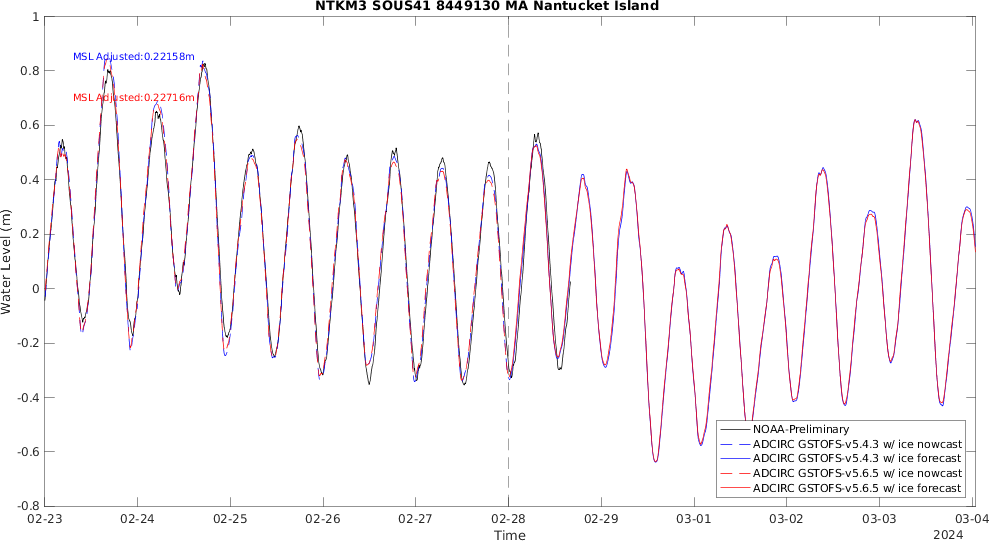 NTKM3 SOUS41 8449130 MA Nantucket Island
1
0.8
0.6
0.4
0.2
0
-0.2
-0.4
-0.6
-0.8
Water Level (m)
MSL Adjusted:0.22158m
MSL Adjusted:0.22716m
NOAA-Preliminary
ADCIRC GSTOFS-v5.4.3 w/ ice nowcast
ADCIRC GSTOFS-v5.4.3 w/ ice forecast
ADCIRC GSTOFS-v5.6.5 w/ ice nowcast
ADCIRC GSTOFS-v5.6.5 w/ ice forecast
02-23 02-24 02-25 02-26 02-27 02-28 02-29 03-01 03-02 03-03 03-04
Time
2024